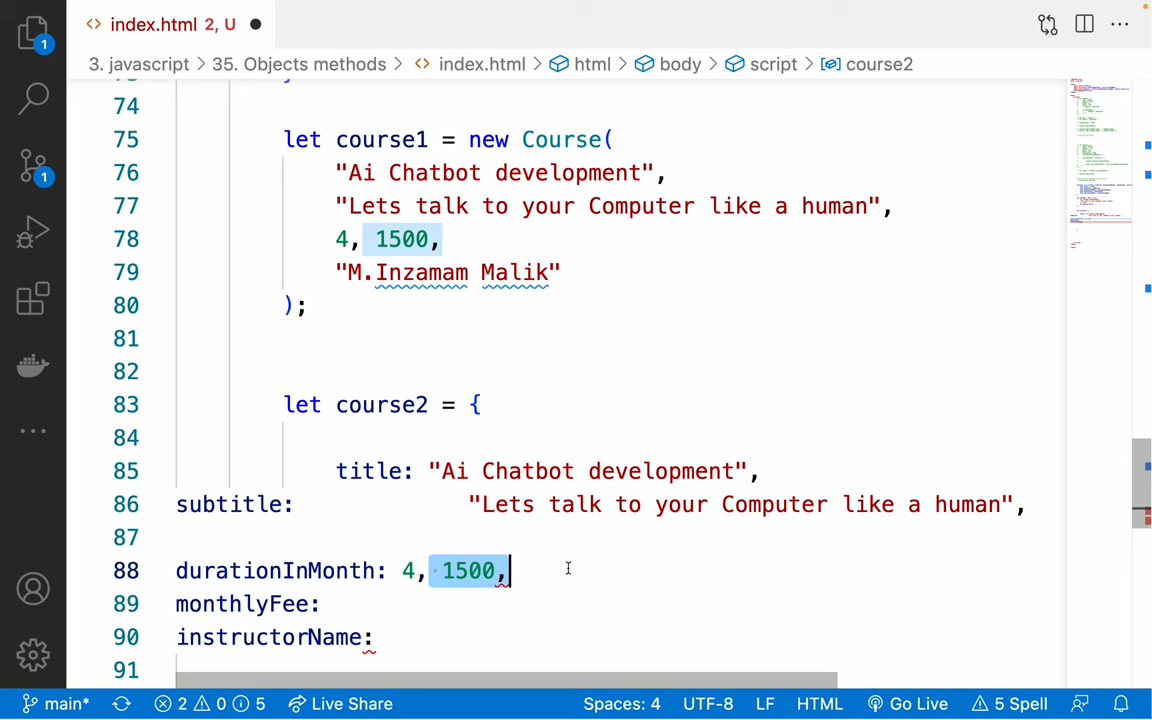 index.html 2, U
3. javascript > 35. Objects methods > index.html > html > body > script > course2
1
1
74
75 let course1 = new Course(
76 "Ai Chatbot development",
77 "Lets talk to your Computer like a human",
78 4, 1500,
79 "M.Inzamam Malik"
80 );
81
82
83 let course2 = {
84
85 title: "Ai Chatbot development",
86 subtitle: "Lets talk to your Computer like a human",
87
88 durationInMonth: 4, 1500,
89 monthlyFee:
90 instructorName:
91
main* 2 0 5 Live Share Spaces: 4 UTF-8 LF HTML Go Live 5 Spell